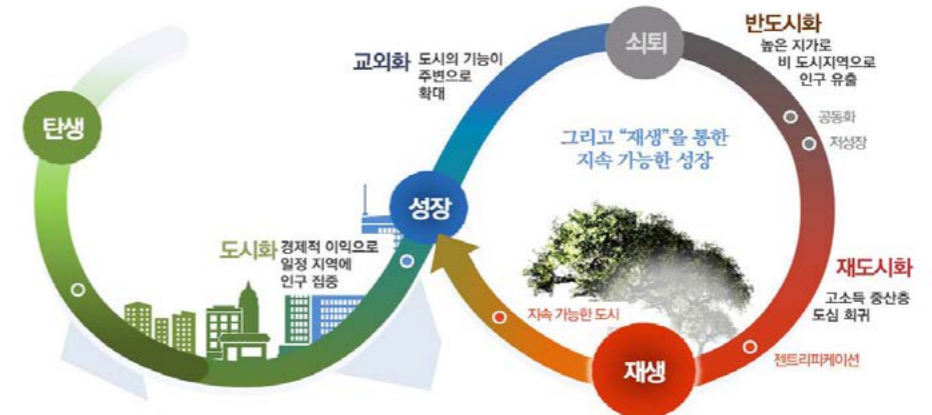 탄생
도시화
경제적 이익으로
일정 지역에
인구 집중
성장
교외화
도시의 기능이
주변으로
확대
쇠퇴
반도시화
높은 지가로
비 도시지역으로
인구 유출
공동화
저성장
그리고 “재생”을 통한
지속 가능한 성장
재도시화
고소득 중산층
도심 회귀
젠트리피케이션
재생
지속 가능한 도시